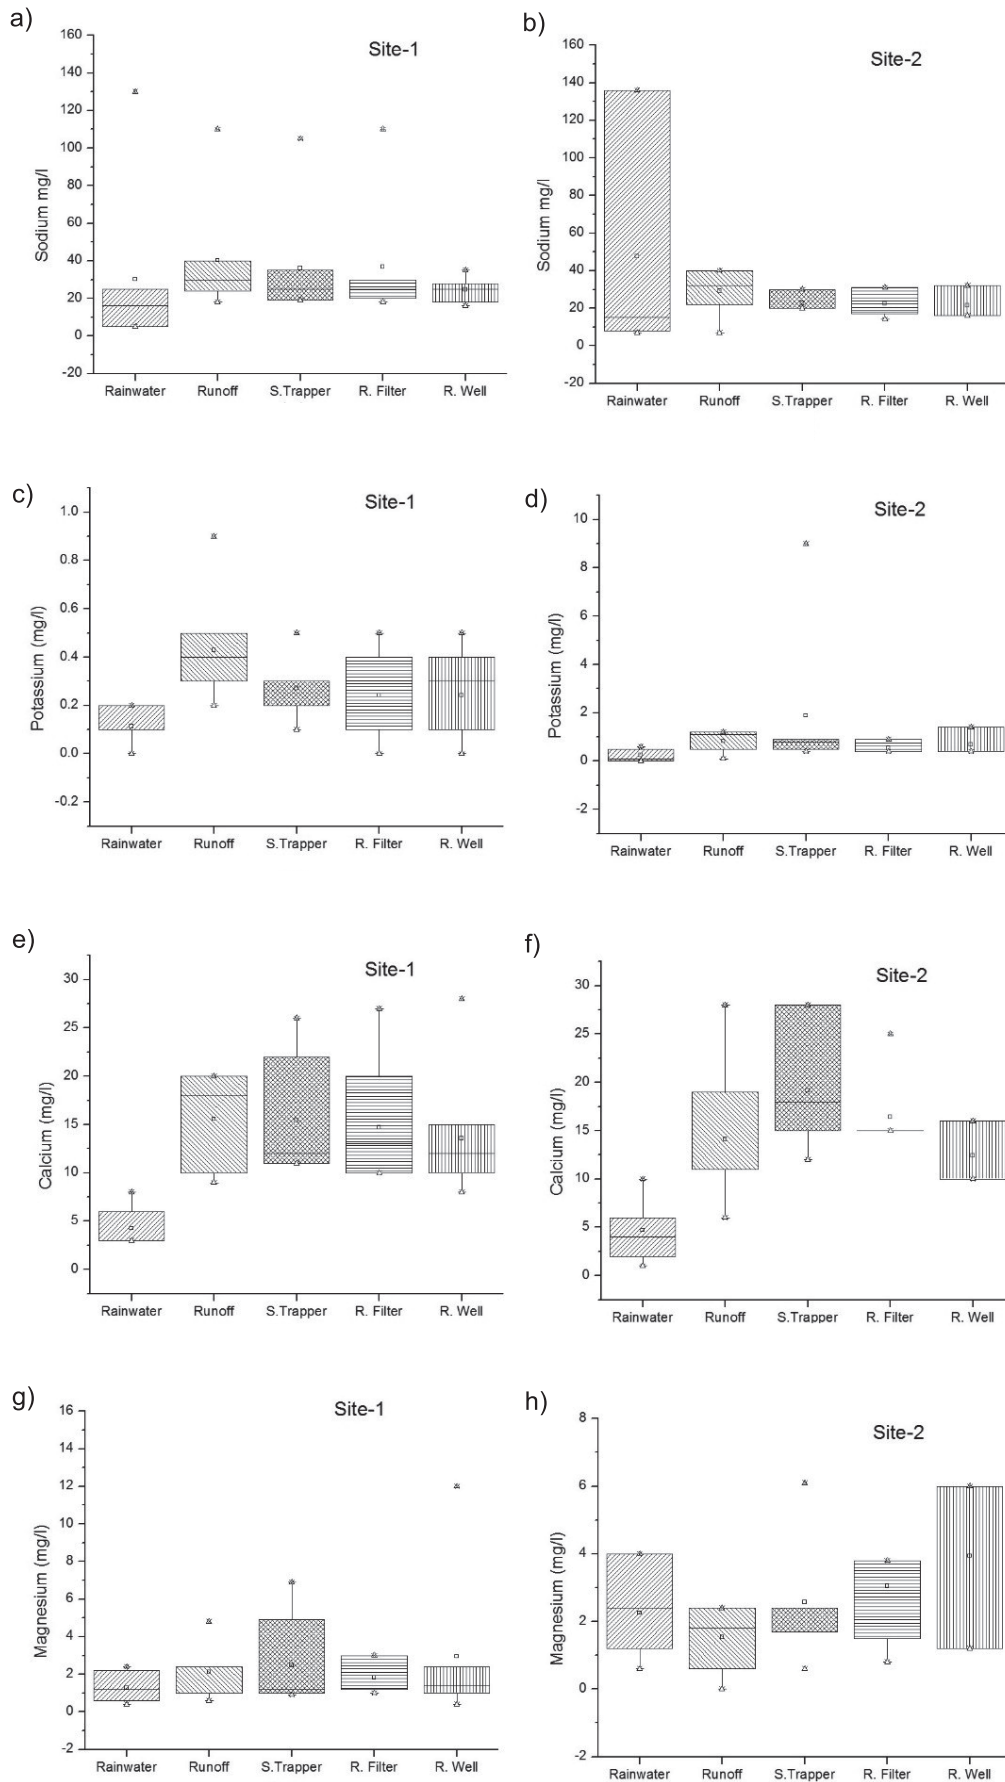 a)
Site-1
160
140
120
100
80
60
40
20
0
-20
Sodium mg/l
Rainwater Runoff S.Trapper R. Filter R. Well
b)
Site-2
160
140
120
100
80
60
40
20
0
-20
Sodium mg/l
Rainwater Runoff S.Trapper R. Filter R. Well
c)
Site-1
1.0
0.8
0.6
0.4
0.2
0.0
-0.2
Potassium (mg/l)
Rainwater Runoff S.Trapper R. Filter R. Well
d)
Site-2
10
8
6
4
2
0
-2
Potassium (mg/l)
Rainwater Runoff S.Trapper R. Filter R. Well
e)
Site-1
30
25
20
15
10
5
0
Calcium (mg/l)
Rainwater Runoff S.Trapper R. Filter R. Well
f)
Site-2
30
25
20
15
10
5
0
Calcium (mg/l)
Rainwater Runoff S.Trapper R. Filter R. Well
g)
Site-1
16
14
12
10
8
6
4
2
0
-2
Magnesium (mg/l)
Rainwater Runoff S.Trapper R. Filter R. Well
h)
Site-2
8
6
4
2
0
-2
Magnesium (mg/l)
Rainwater Runoff S.Trapper R. Filter R. Well